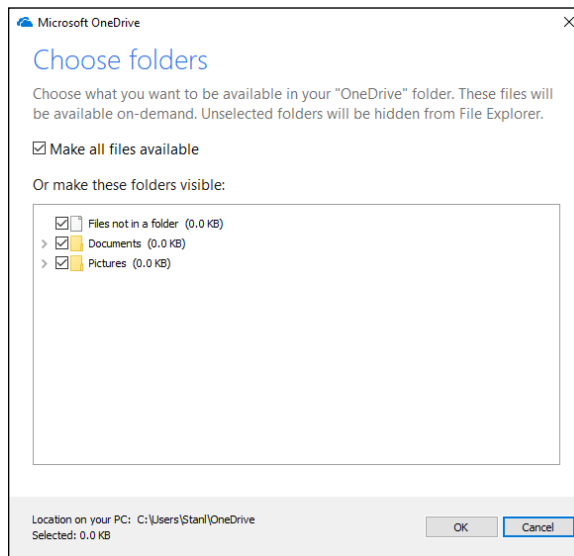 Microsoft OneDrive
Choose folders
Choose what you want to be available in your "OneDrive" folder. These files will
be available on-demand. Unselected folders will be hidden from File Explorer.
Make all files available
Or make these folders visible:
Files not in a folder (0.0 KB)
Documents (0.0 KB)
Pictures (0.0 KB)
Location on your PC: C:\Users\Stanl\OneDrive
Selected: 0.0 KB
OK
Cancel